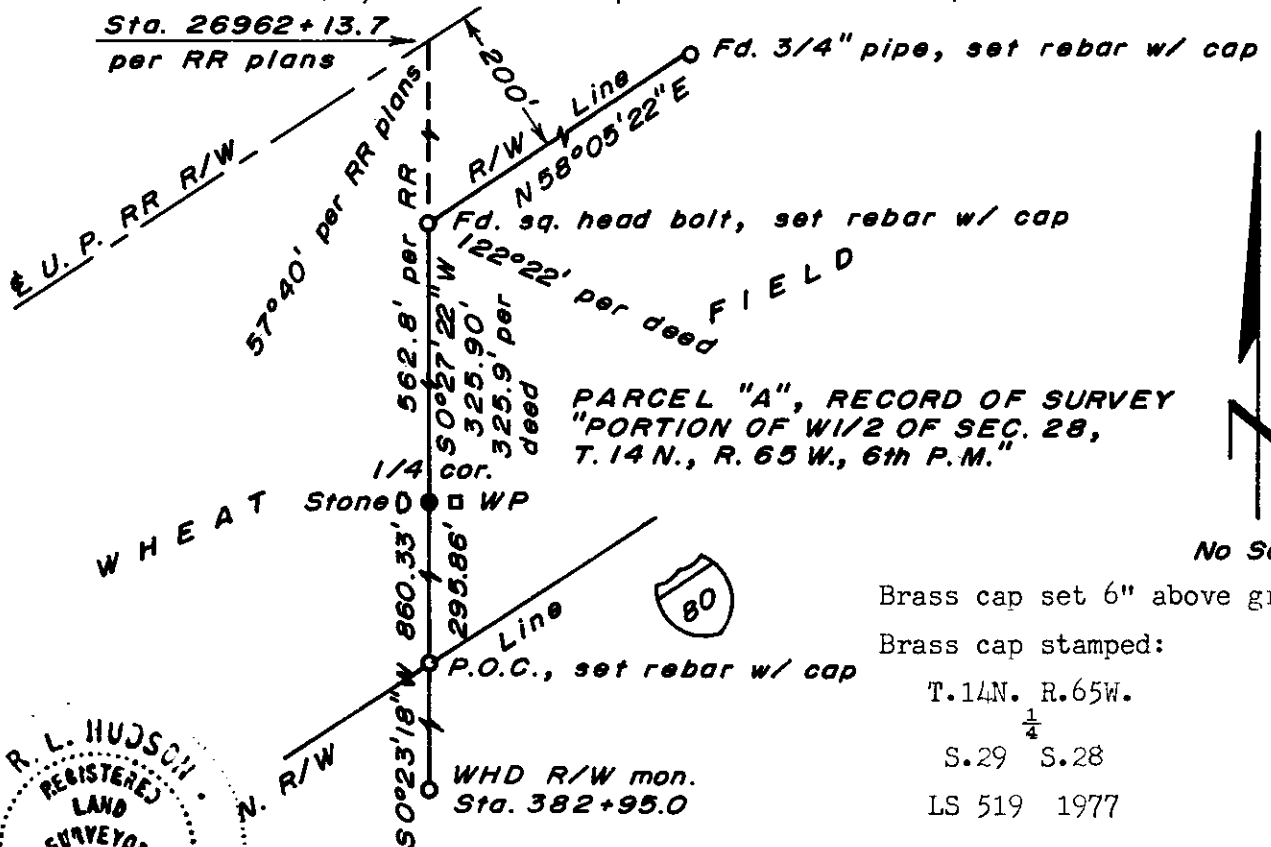 Sta. 26962+13.7
per RR plans
200'
Fd. 3/4" pipe, set rebar w/ cap
R/W Line
N 58°05'22" E
℄ U. P. RR R/W
57°40' per RR plans
Fd. sq. head bolt, set rebar w/ cap
122°22' per deed
FIELD
562.8' per RR
S0°27'22"W
325.90'
325.9' per
deed
PARCEL "A", RECORD OF SURVEY
"PORTION OF W1/2 OF SEC. 28,
T. 14 N., R. 65 W., 6th P.M."
1/4 cor.
Stone WP
WHEAT
N
S0°23'18"W 860.33'
295.86'
80
N. R/W Line
P.O.C., set rebar w/ cap
WHD R/W mon.
Sta. 382+95.0
No
Brass cap set 6" above
Brass cap stamped:
T.14N. R.65W.
1/4
S.29 S.28
LS 519 1977
R. L. HUDSON
REGISTERED
LAND